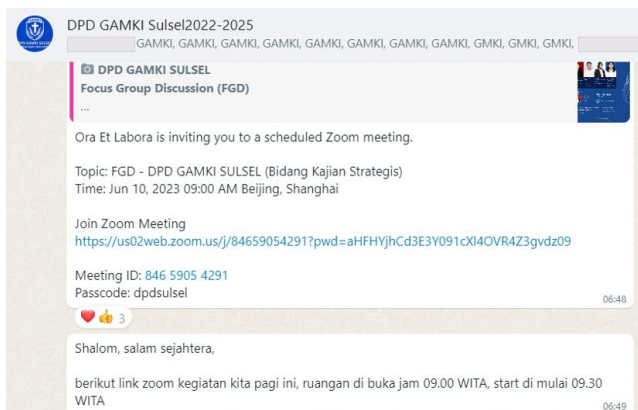 DPD GAMKI Sulsel2022-2025
GAMKI, GAMKI, GAMKI, GAMKI, GAMKI, GAMKI, GAMKI, GAMKI, GMKI, GMKI, GMKI,
DPD GAMKI SULSEL
Focus Group Discussion (FGD)
...
Ora Et Labora is inviting you to a scheduled Zoom meeting.
Topic: FGD - DPD GAMKI SULSEL (Bidang Kajian Strategis)
Time: Jun 10, 2023 09:00 AM Beijing, Shanghai
Join Zoom Meeting
https://us02web.zoom.us/j/84659054291?pwd=aHFHYjhCd3E3Y091cXl4OVR4Z3gvdz09
Meeting ID: 846 5905 4291
Passcode: dpdsulsel
06:48
3
Shalom, salam sejahtera,
berikut link zoom kegiatan kita pagi ini, ruangan di buka jam 09.00 WITA, start di mulai 09.30
WITA
06:49